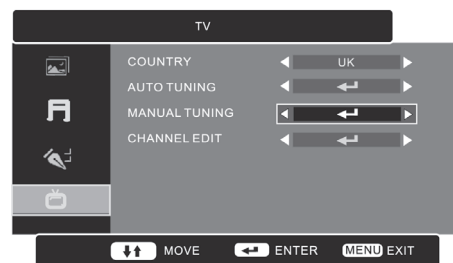 TV
COUNTRY UK
AUTO TUNING
MANUAL TUNING
CHANNEL EDIT
MOVE ENTER MENU EXIT